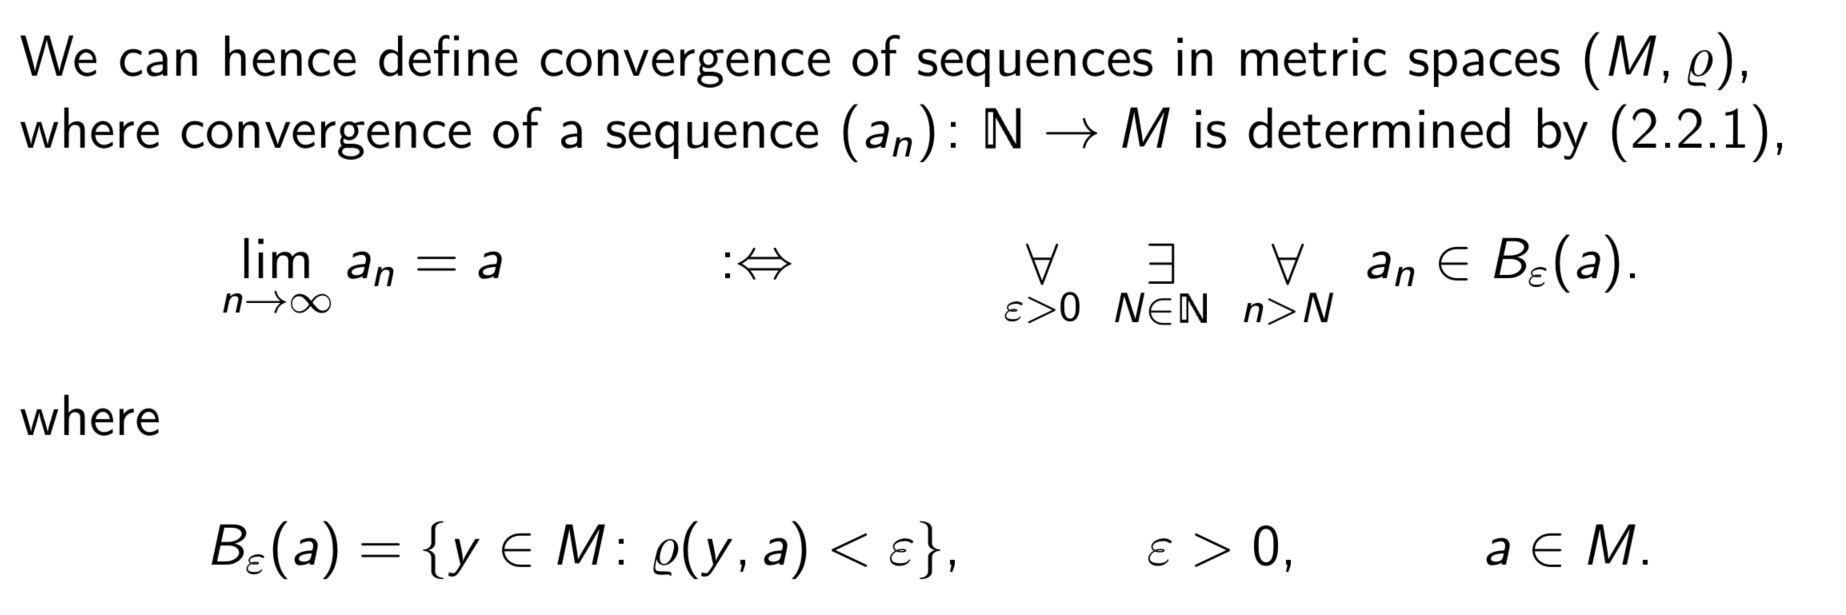 We can hence define convergence of sequences in metric spaces (M, ϱ),
where convergence of a sequence (aₙ): ℕ → M is determined by (2.2.1),
lim_{n→∞} aₙ = a :⇔ ∀_{ε>0} ∃_{N∈ℕ} ∀_{n>N} aₙ ∈ B_ε(a).
where
B_ε(a) = {y ∈ M: ϱ(y, a) < ε}, ε > 0, a ∈ M.